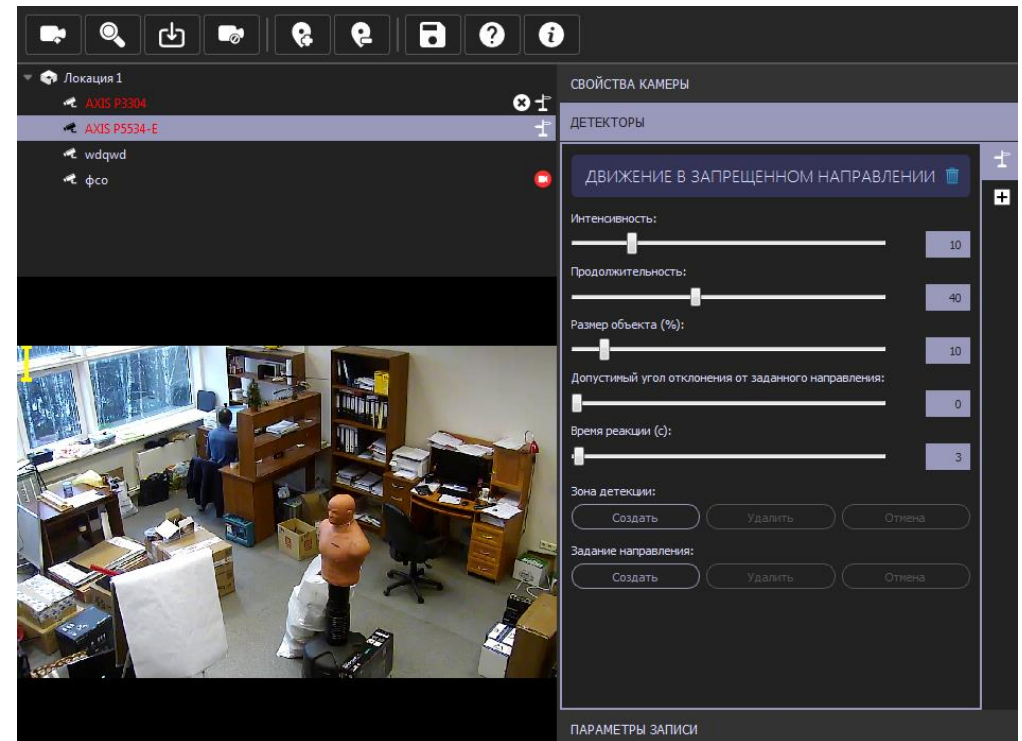 Локация 1
AXIS P3304
AXIS P5534-E
wdqwd
фсо
СВОЙСТВА КАМЕРЫ
ДЕТЕКТОРЫ
ДВИЖЕНИЕ В ЗАПРЕЩЕННОМ НАПРАВЛЕНИИ
Интенсивность:
10
Продолжительность:
40
Размер объекта (%):
10
Допустимый угол отклонения от заданного направления:
0
Время реакции (с):
3
Зона детекции:
Создать Удалить Отмена
Задание направления:
Создать Удалить Отмена
ПАРАМЕТРЫ ЗАПИСИ